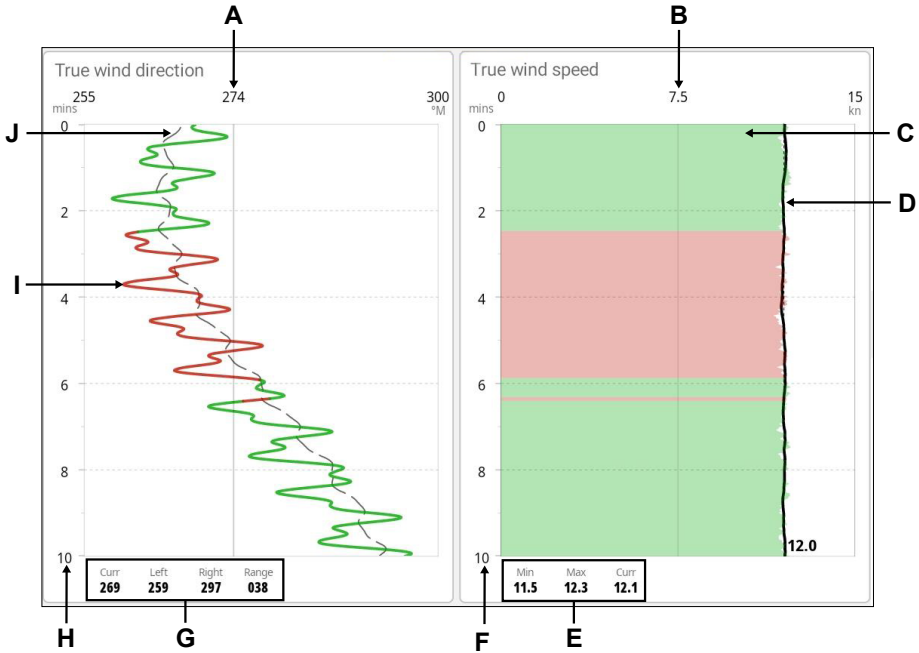 A
B
True wind direction
True wind speed
255 274 300
mins °M
0 7.5 15
mins kn
J
0
2
4
6
8
10
I
0
2
4
6
8
10
C
D
12.0
Curr Left Right Range
269 259 297 038
Min Max Curr
11.5 12.3 12.1
H
G
F
E